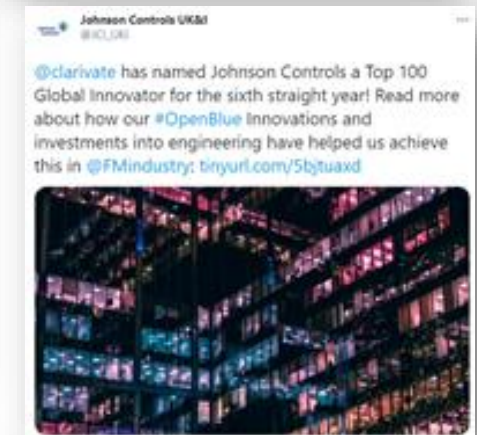 Johnson Controls UK&I
@clarivate has named Johnson Controls a Top 100
Global Innovator for the sixth straight year! Read more
about how our #OpenBlue Innovations and
investments into engineering have helped us achieve
this in @FMindustry: tinyurl.com/5bjtuaxd